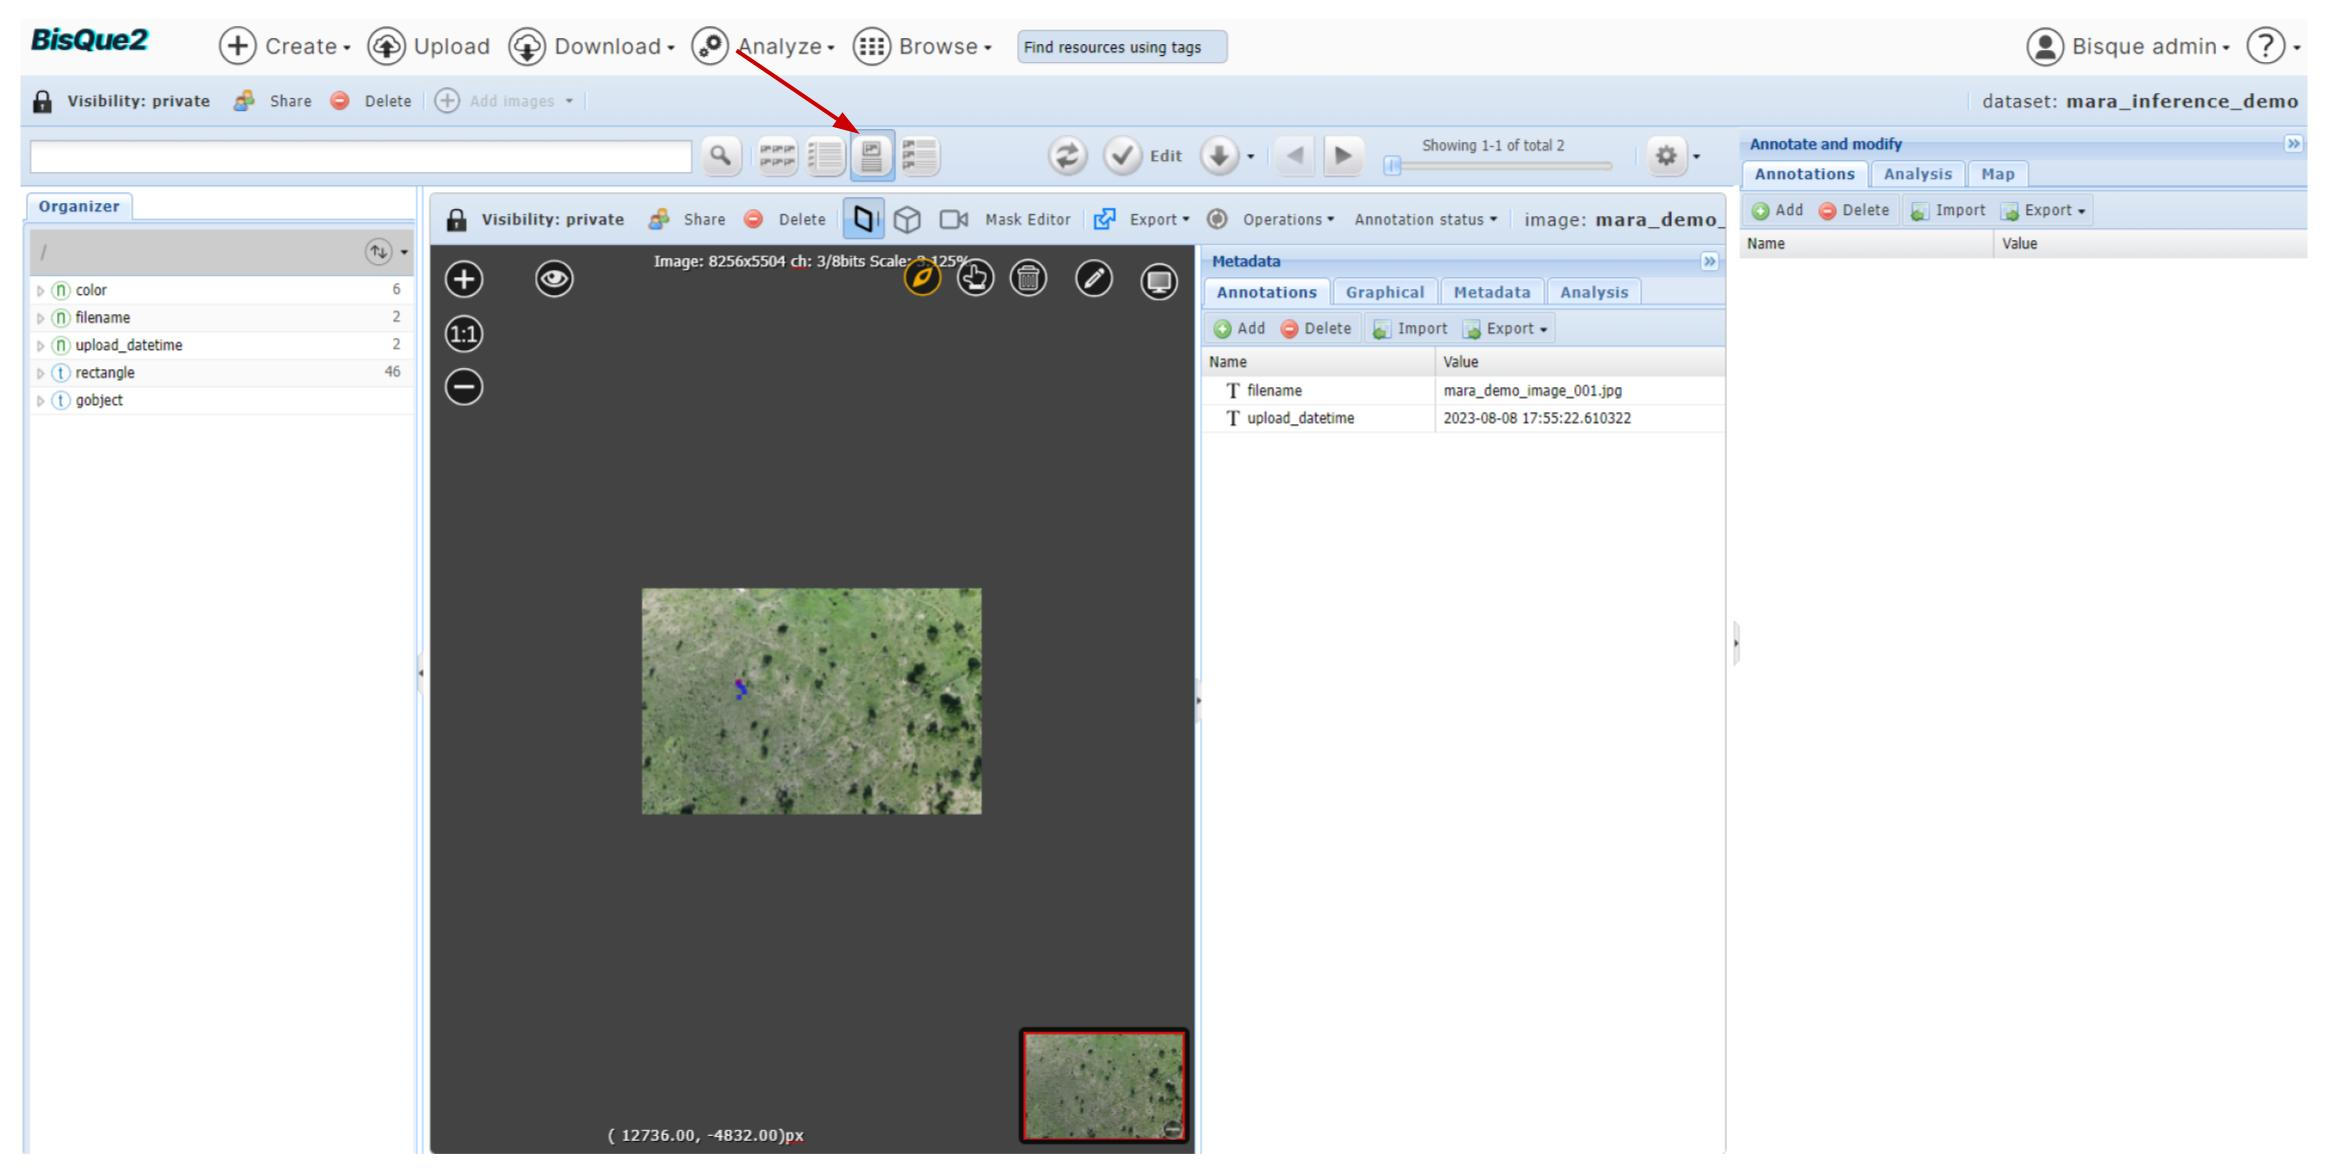 BisQue2 Create Upload Download Analyze Browse Find resources using tags Bisque admin ?
Visibility: private Share Delete Add images dataset: mara_inference_demo
Edit Showing 1-1 of total 2
Organizer
/
n color 6
n filename 2
n upload_datetime 2
t rectangle 46
t gobject
Visibility: private Share Delete Mask Editor Export Operations Annotation status image: mara_demo_
Image: 8256x5504 ch: 3/8bits Scale: 3.125%
1:1
( 12736.00, -4832.00)px
Metadata
Annotations Graphical Metadata Analysis
Add Delete Import Export
Name Value
T filename mara_demo_image_001.jpg
T upload_datetime 2023-08-08 17:55:22.610322
Annotate and modify
Annotations Analysis Map
Add Delete Import Export
Name Value